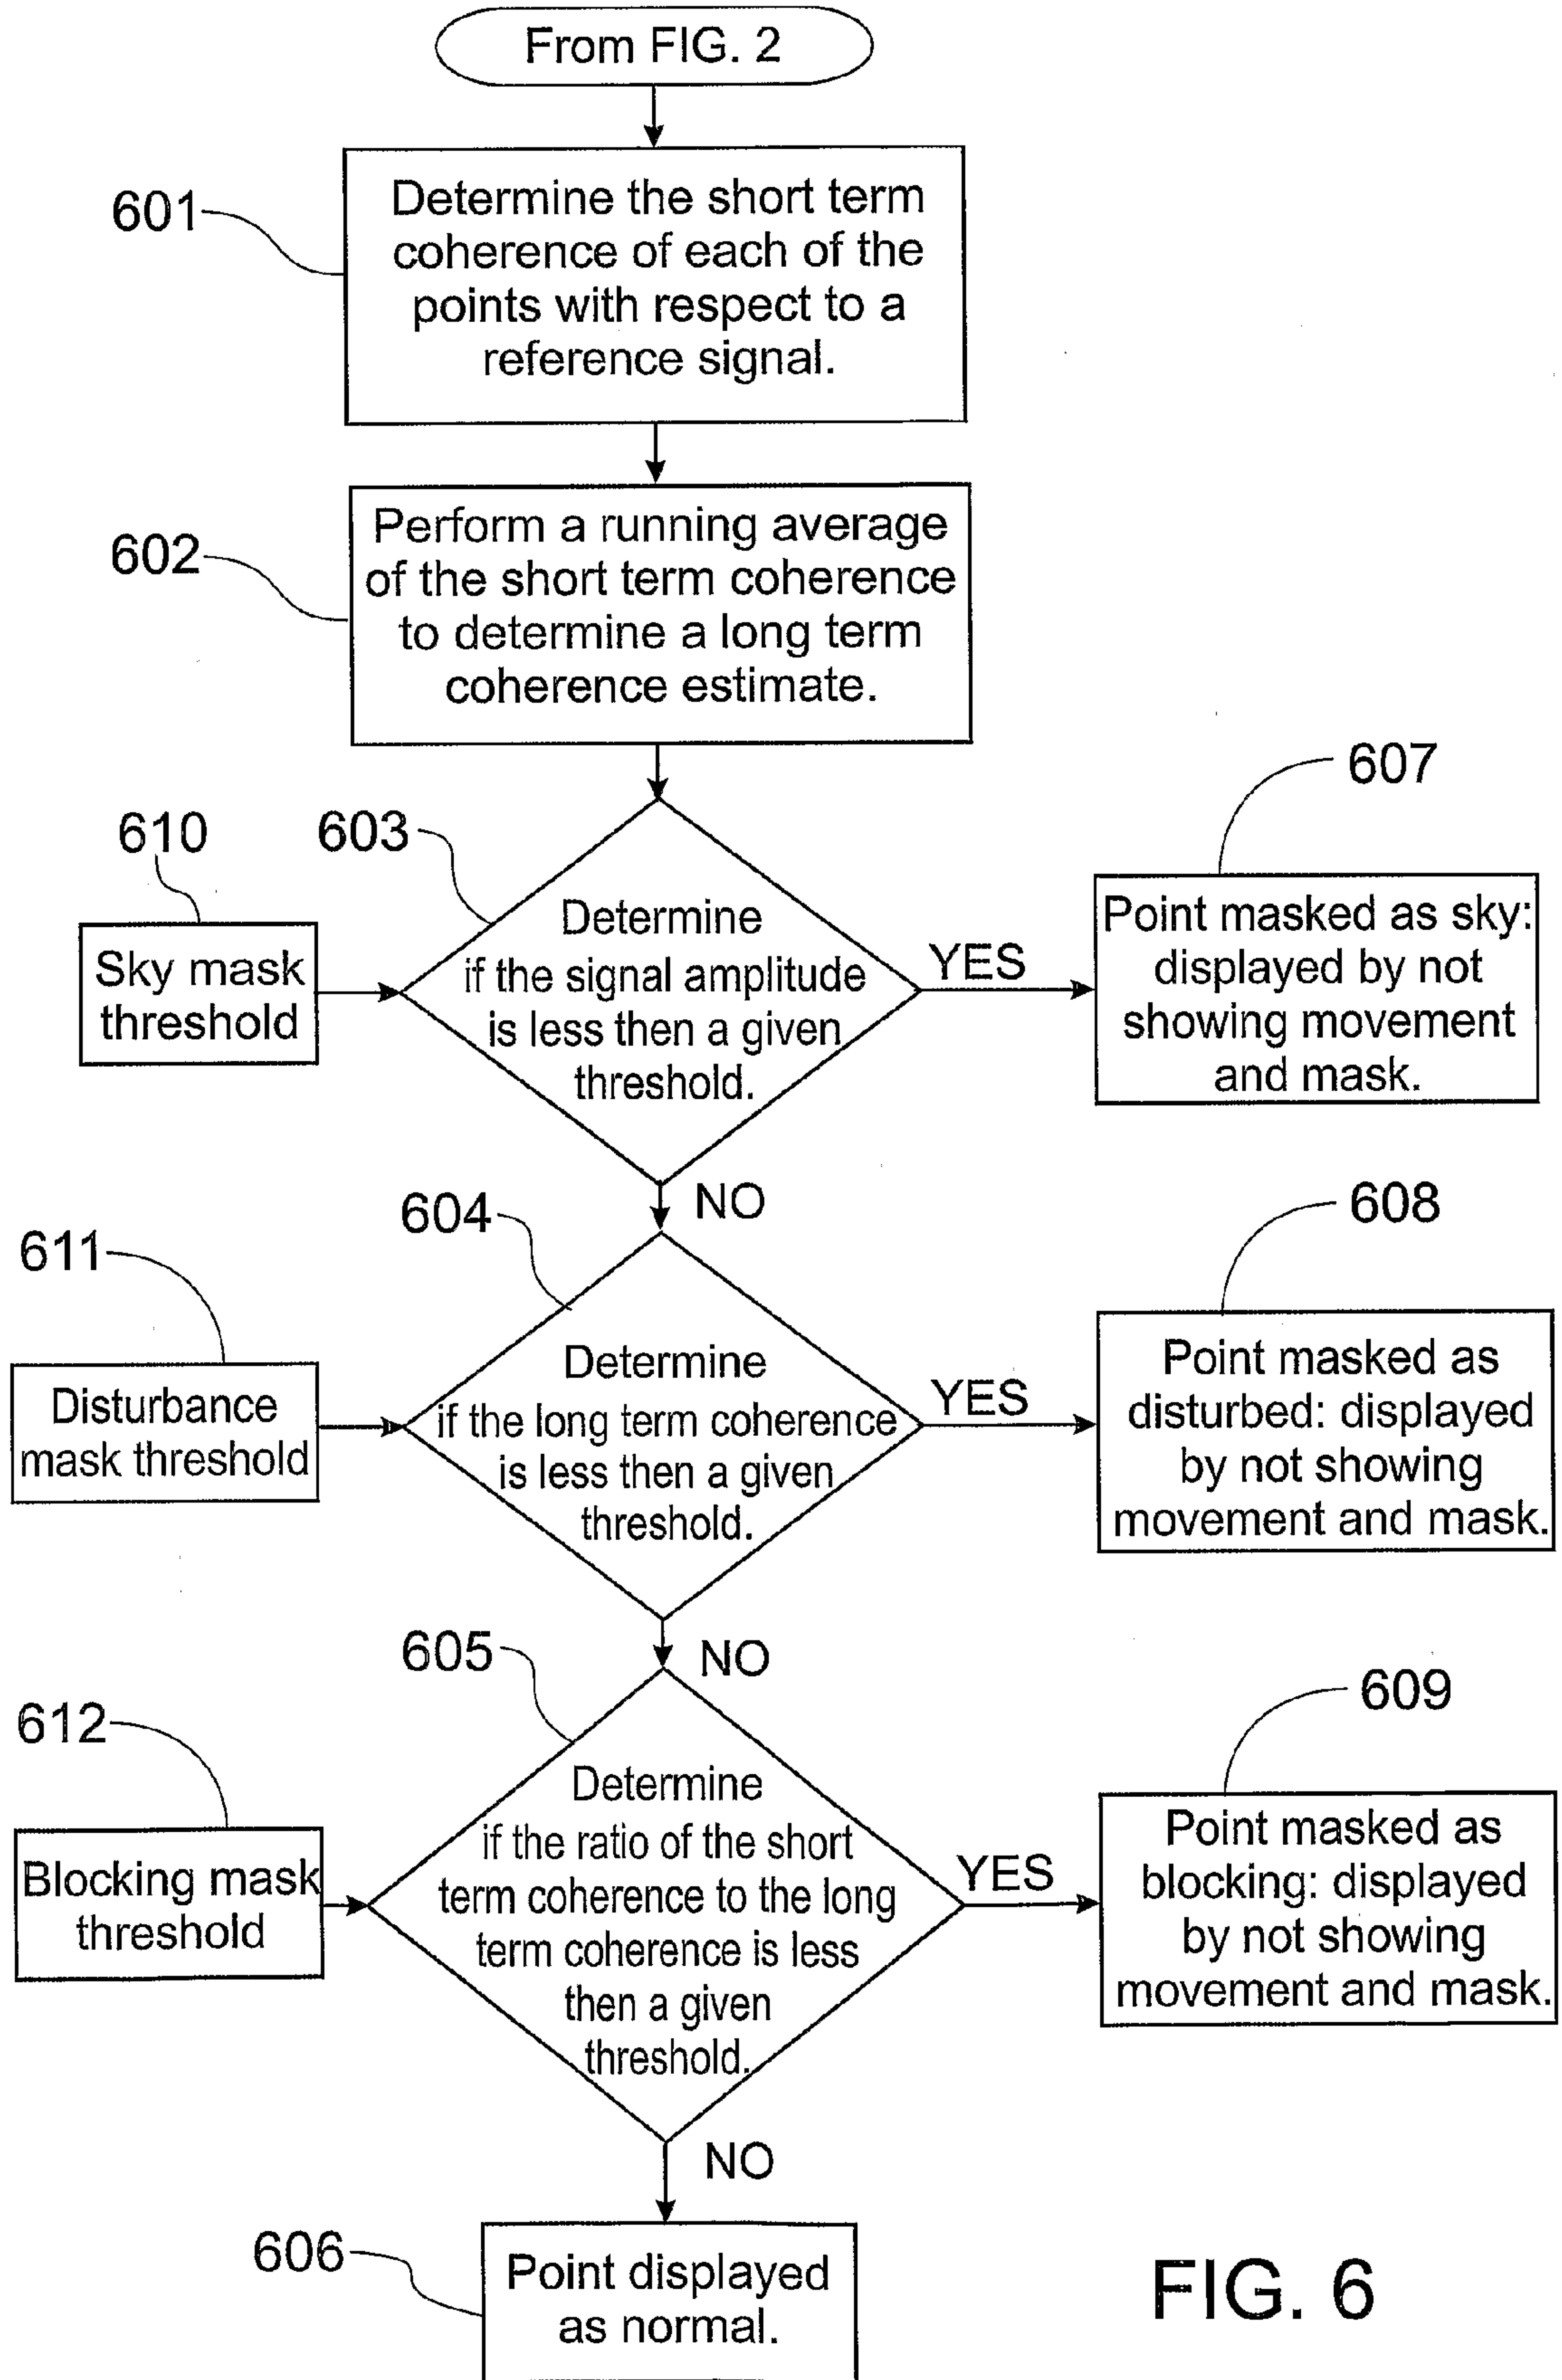 From FIG. 2
601
Determine the short term
coherence of each of the
points with respect to a
reference signal.
602
Perform a running average
of the short term coherence
to determine a long term
coherence estimate.
607
610
603
Sky mask
threshold
Determine
if the signal amplitude
is less then a given
threshold.
YES
Point masked as sky:
displayed by not
showing movement
and mask.
NO
604
608
611
Disturbance
mask threshold
Determine
if the long term coherence
is less then a given
threshold.
YES
Point masked as
disturbed: displayed
by not showing
movement and mask.
NO
605
609
612
Blocking mask
threshold
Determine
if the ratio of the short
term coherence to the long
term coherence is less
then a given
threshold.
YES
Point masked as
blocking: displayed
by not showing
movement and mask.
NO
606
Point displayed
as normal.
FIG. 6